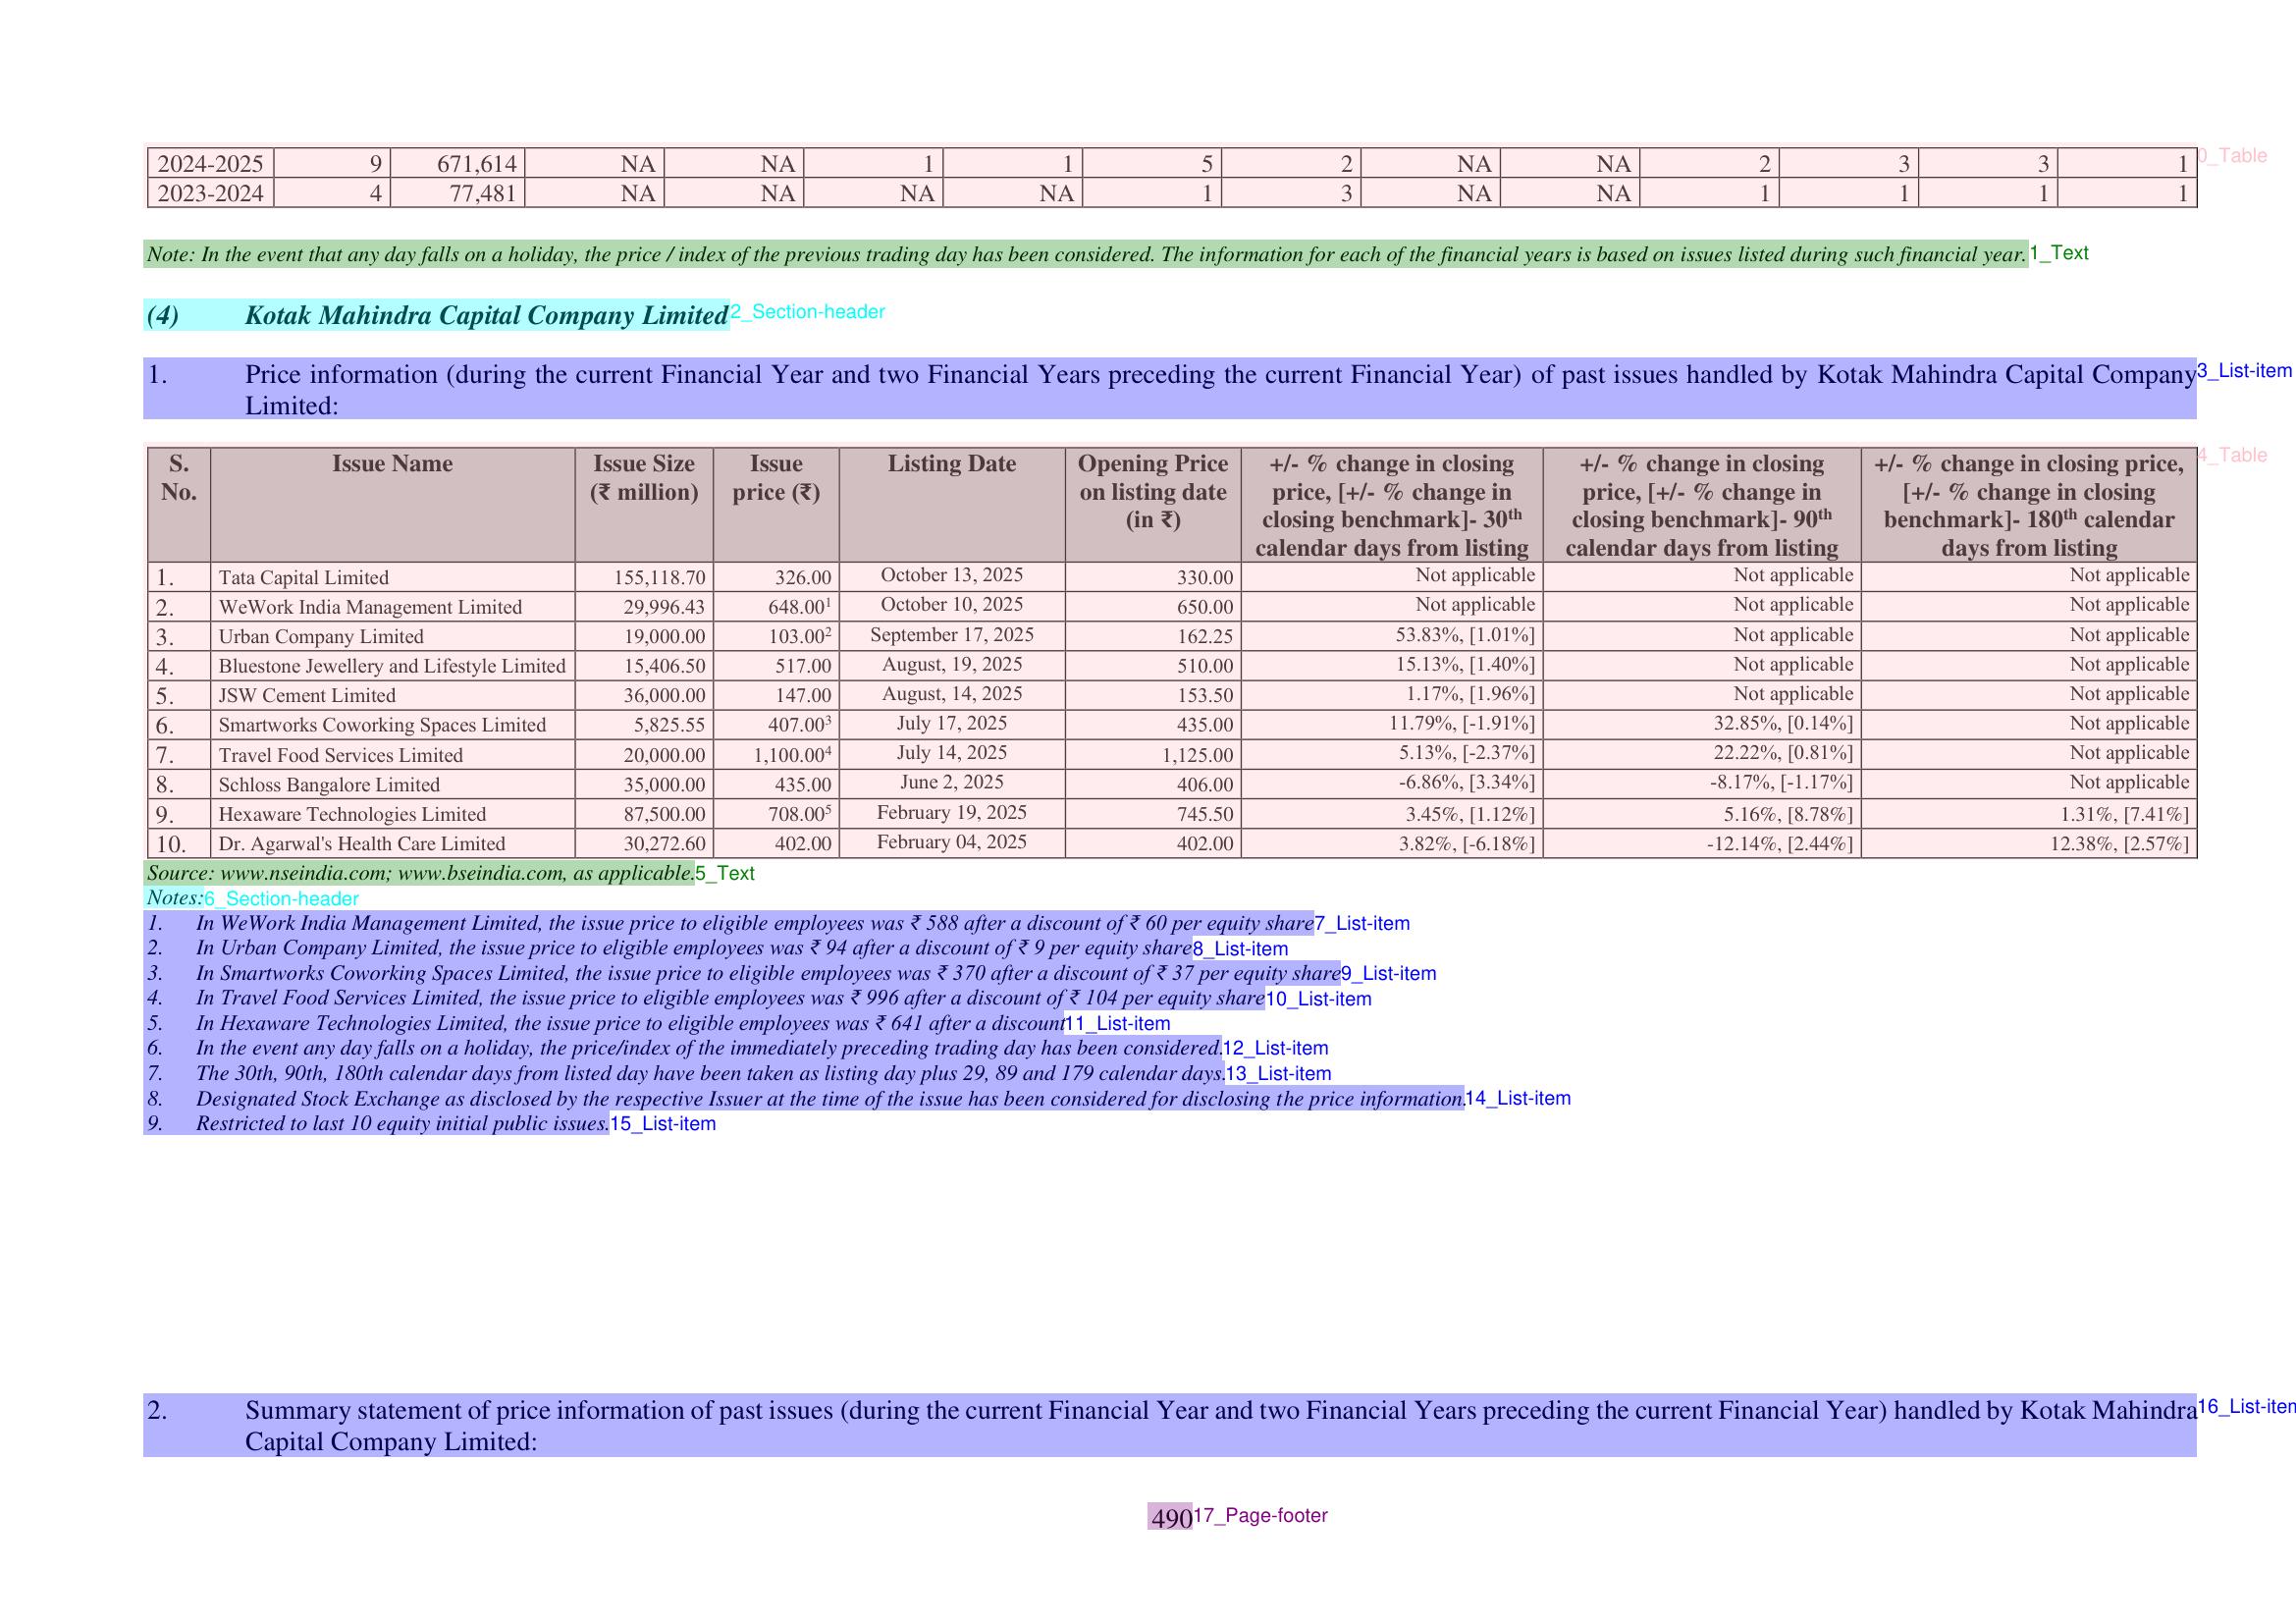 2024-2025 9 671,614 NA NA 1 1 5 2 NA NA 2 3 3 1 0_Table
2023-2024 4 77,481 NA NA NA NA 1 3 NA NA 1 1 1 1
Note: In the event that any day falls on a holiday, the price / index of the previous trading day has been considered. The information for each of the financial years is based on issues listed during such financial year. 1_Text
(4) Kotak Mahindra Capital Company Limited 2_Section-header
1. Price information (during the current Financial Year and two Financial Years preceding the current Financial Year) of past issues handled by Kotak Mahindra Capital Company 3_List-item
Limited:
S. No. Issue Name Issue Size (₹ million) Issue price (₹) Listing Date Opening Price on listing date (in ₹) +/- % change in closing price, [+/- % change in closing benchmark]- 30th calendar days from listing +/- % change in closing price, [+/- % change in closing benchmark]- 90th calendar days from listing +/- % change in closing price, [+/- % change in closing benchmark]- 180th calendar days from listing 4_Table
1. Tata Capital Limited 155,118.70 326.00 October 13, 2025 330.00 Not applicable Not applicable Not applicable
2. WeWork India Management Limited 29,996.43 648.00¹ October 10, 2025 650.00 Not applicable Not applicable Not applicable
3. Urban Company Limited 19,000.00 103.00² September 17, 2025 162.25 53.83%, [1.01%] Not applicable Not applicable
4. Bluestone Jewellery and Lifestyle Limited 15,406.50 517.00 August, 19, 2025 510.00 15.13%, [1.40%] Not applicable Not applicable
5. JSW Cement Limited 36,000.00 147.00 August, 14, 2025 153.50 1.17%, [1.96%] Not applicable Not applicable
6. Smartworks Coworking Spaces Limited 5,825.55 407.00³ July 17, 2025 435.00 11.79%, [-1.91%] 32.85%, [0.14%] Not applicable
7. Travel Food Services Limited 20,000.00 1,100.00⁴ July 14, 2025 1,125.00 5.13%, [-2.37%] 22.22%, [0.81%] Not applicable
8. Schloss Bangalore Limited 35,000.00 435.00 June 2, 2025 406.00 -6.86%, [3.34%] -8.17%, [-1.17%] Not applicable
9. Hexaware Technologies Limited 87,500.00 708.00⁵ February 19, 2025 745.50 3.45%, [1.12%] 5.16%, [8.78%] 1.31%, [7.41%]
10. Dr. Agarwal's Health Care Limited 30,272.60 402.00 February 04, 2025 402.00 3.82%, [-6.18%] -12.14%, [2.44%] 12.38%, [2.57%]
Source: www.nseindia.com; www.bseindia.com, as applicable. 5_Text
Notes: 6_Section-header
1. In WeWork India Management Limited, the issue price to eligible employees was ₹ 588 after a discount of ₹ 60 per equity share 7_List-item
2. In Urban Company Limited, the issue price to eligible employees was ₹ 94 after a discount of ₹ 9 per equity share 8_List-item
3. In Smartworks Coworking Spaces Limited, the issue price to eligible employees was ₹ 370 after a discount of ₹ 37 per equity share 9_List-item
4. In Travel Food Services Limited, the issue price to eligible employees was ₹ 996 after a discount of ₹ 104 per equity share 10_List-item
5. In Hexaware Technologies Limited, the issue price to eligible employees was ₹ 641 after a discount 11_List-item
6. In the event any day falls on a holiday, the price/index of the immediately preceding trading day has been considered. 12_List-item
7. The 30th, 90th, 180th calendar days from listed day have been taken as listing day plus 29, 89 and 179 calendar days. 13_List-item
8. Designated Stock Exchange as disclosed by the respective Issuer at the time of the issue has been considered for disclosing the price information. 14_List-item
9. Restricted to last 10 equity initial public issues. 15_List-item
2. Summary statement of price information of past issues (during the current Financial Year and two Financial Years preceding the current Financial Year) handled by Kotak Mahindra 16_List-item
Capital Company Limited:
490 17_Page-footer